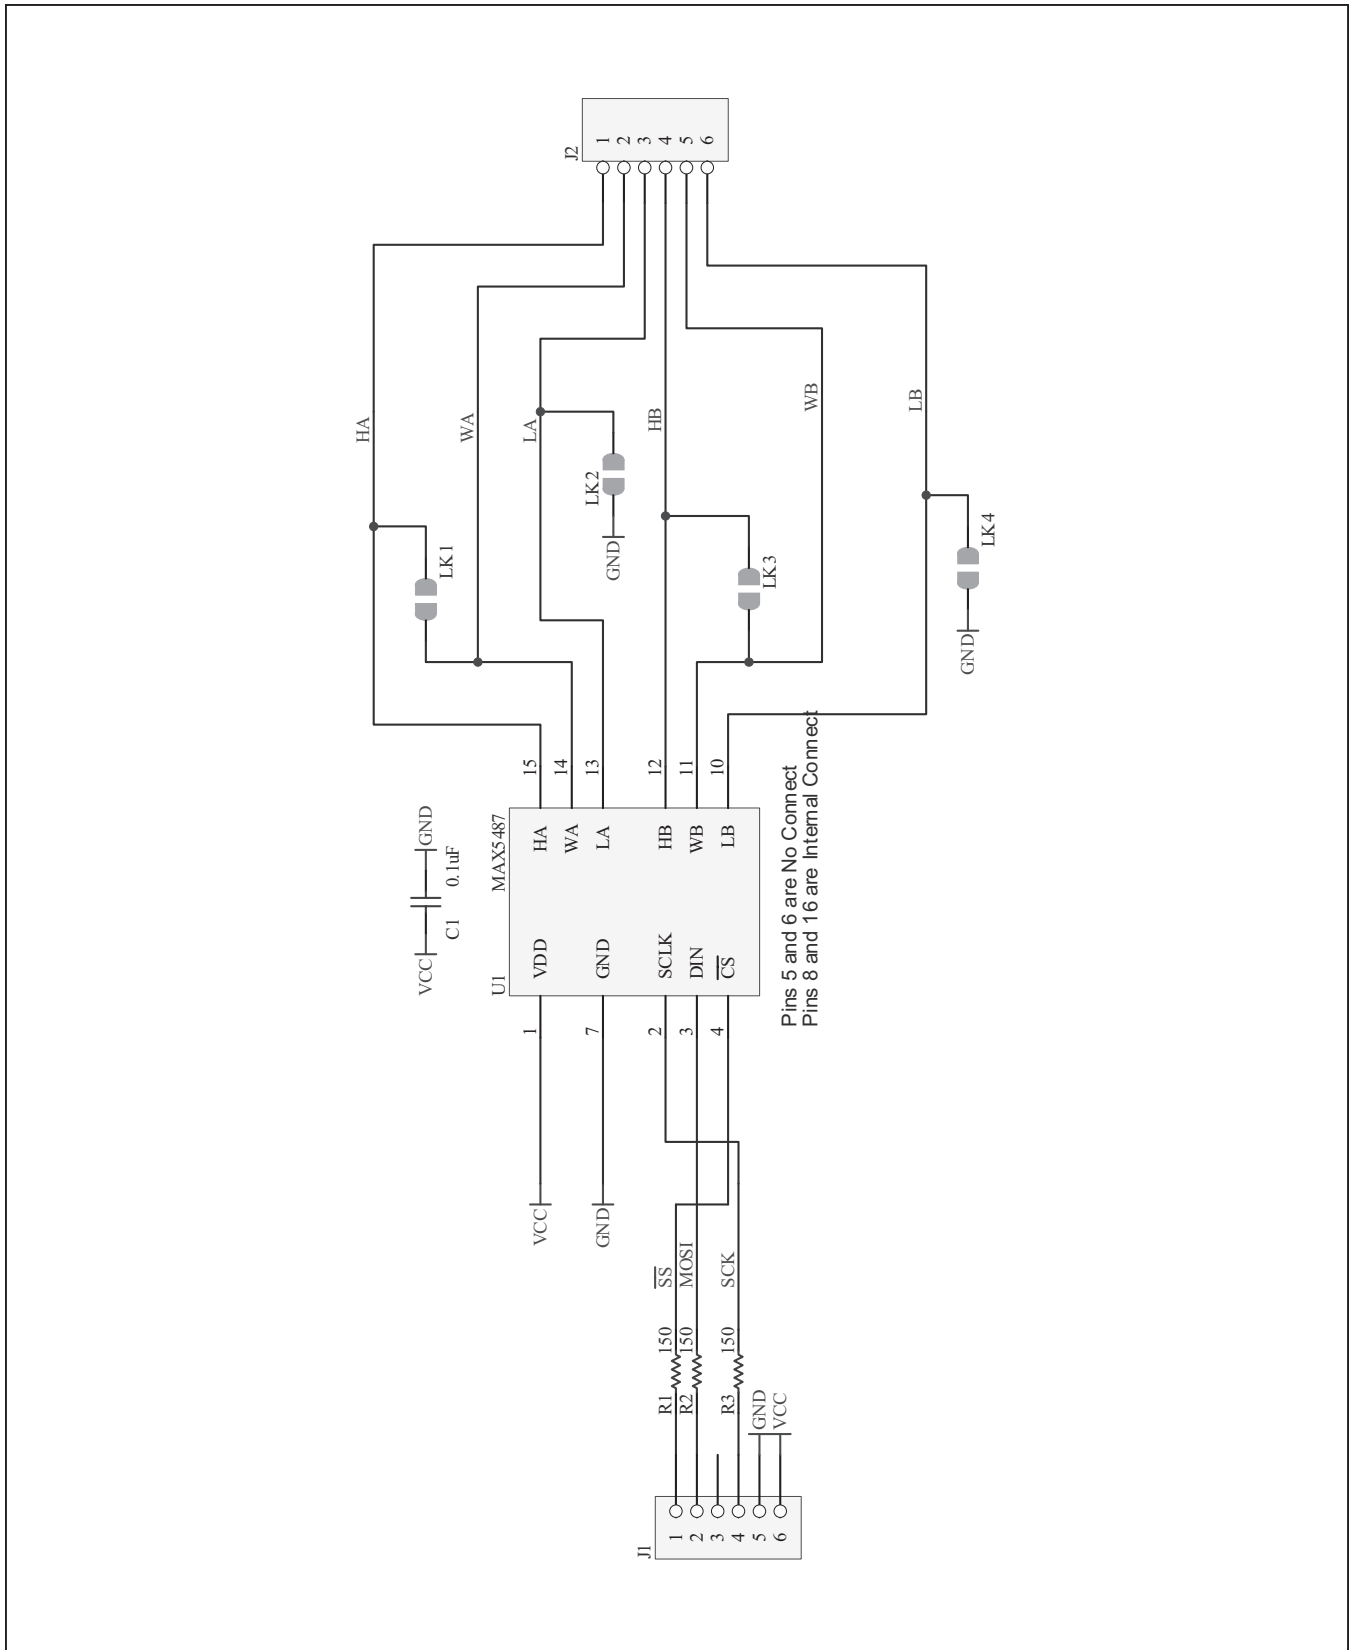 J2
1
2
3
4
5
6
HA
WA
LA
HB
WB
LB
LK1
LK2
GND
LK3
LK4
GND
15
14
13
12
11
10
U1
MAX5487
HA
WA
LA
HB
WB
LB
VDD
GND
SCLK
DIN
CS
VCC
C1
0.1uF
GND
Pins 5 and 6 are No Connect
Pins 8 and 16 are Internal Connect
1
7
2
3
4
VCC
GND
SS
MOSI
SCK
R1
150
R2
150
R3
150
GND
VCC
J1
1
2
3
4
5
6